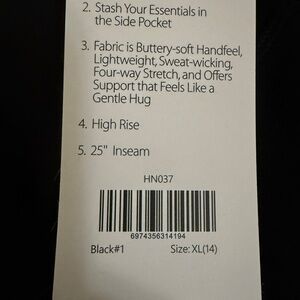 2. Stash Your Essentials in
the Side Pocket
3. Fabric is Buttery-soft Handfeel,
Lightweight, Sweat-wicking,
Four-way Stretch, and Offers
Support that Feels Like a
Gentle Hug
4. High Rise
5. 25" Inseam
HN037
6974356314194
Black#1 Size: XL(14)